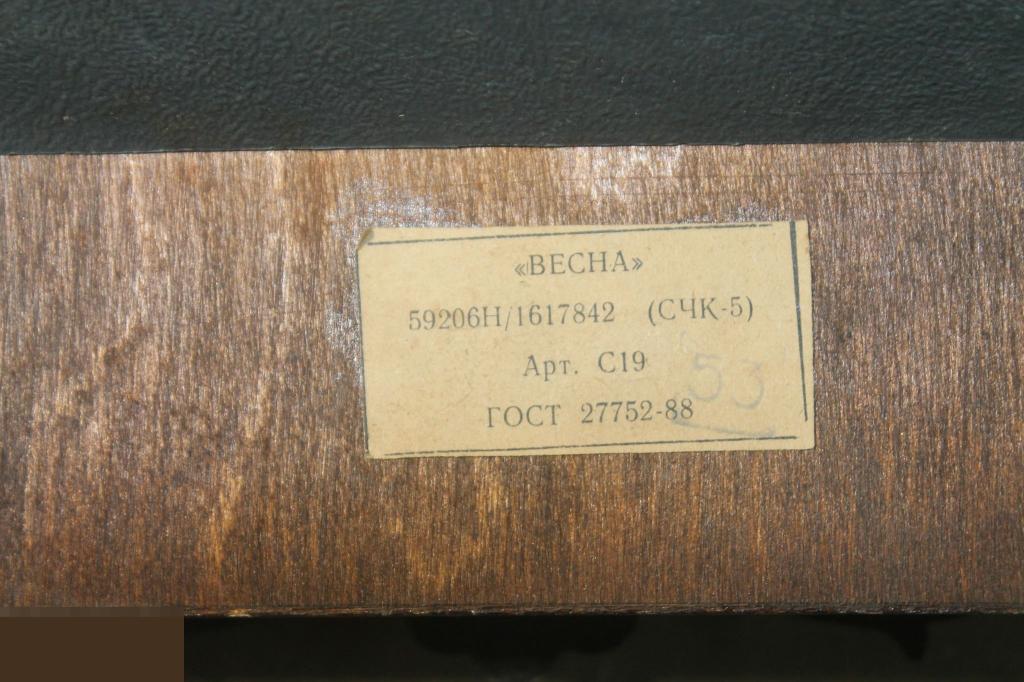 «ВЕСНА»
59206Н/1617842 (СЧК-5)
Арт. С19
53
ГОСТ 27752-88